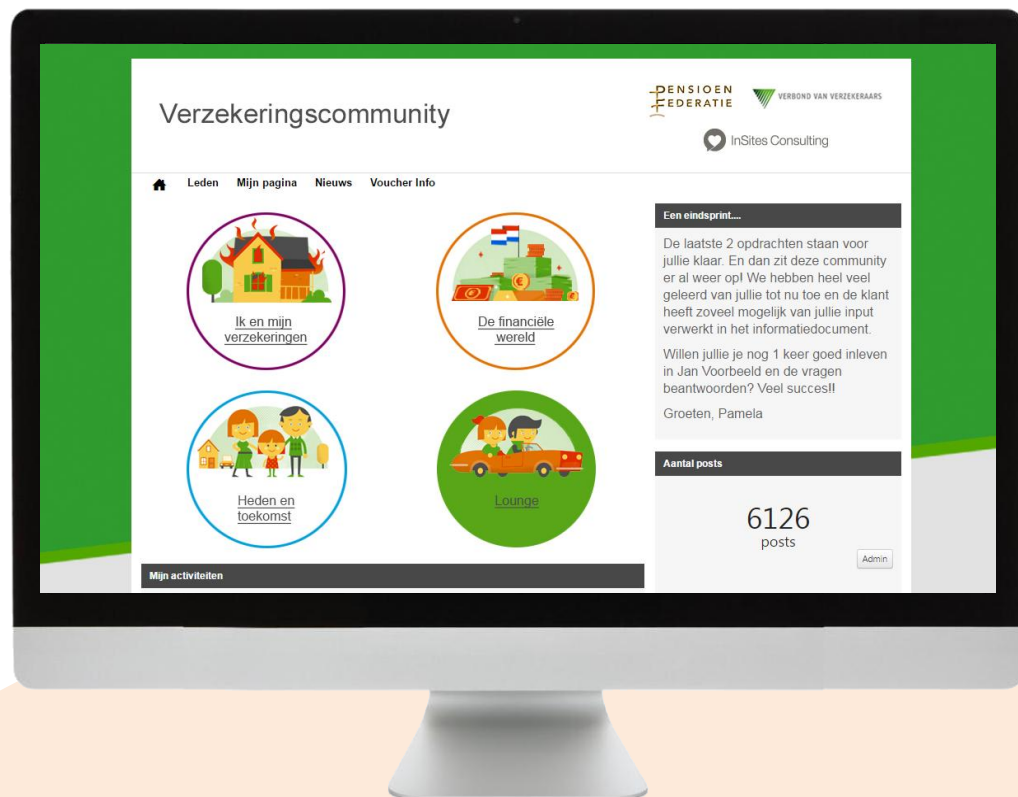 Verzekeringscommunity
PENSIOEN
FEDERATIE
VERBOND VAN VERZEKERAARS
InSites Consulting
Leden Mijn pagina Nieuws Voucher Info
Ik en mijn
verzekeringen
De financiële
wereld
Heden en
toekomst
Lounge
Mijn activiteiten
Een eindsprint....
De laatste 2 opdrachten staan voor
jullie klaar. En dan zit deze community
er al weer op! We hebben heel veel
geleerd van jullie tot nu toe en de klant
heeft zoveel mogelijk van jullie input
verwerkt in het informatiedocument.
Willen jullie je nog 1 keer goed inleven
in Jan Voorbeeld en de vragen
beantwoorden? Veel succes!!
Groeten, Pamela
Aantal posts
6126
posts
Admin